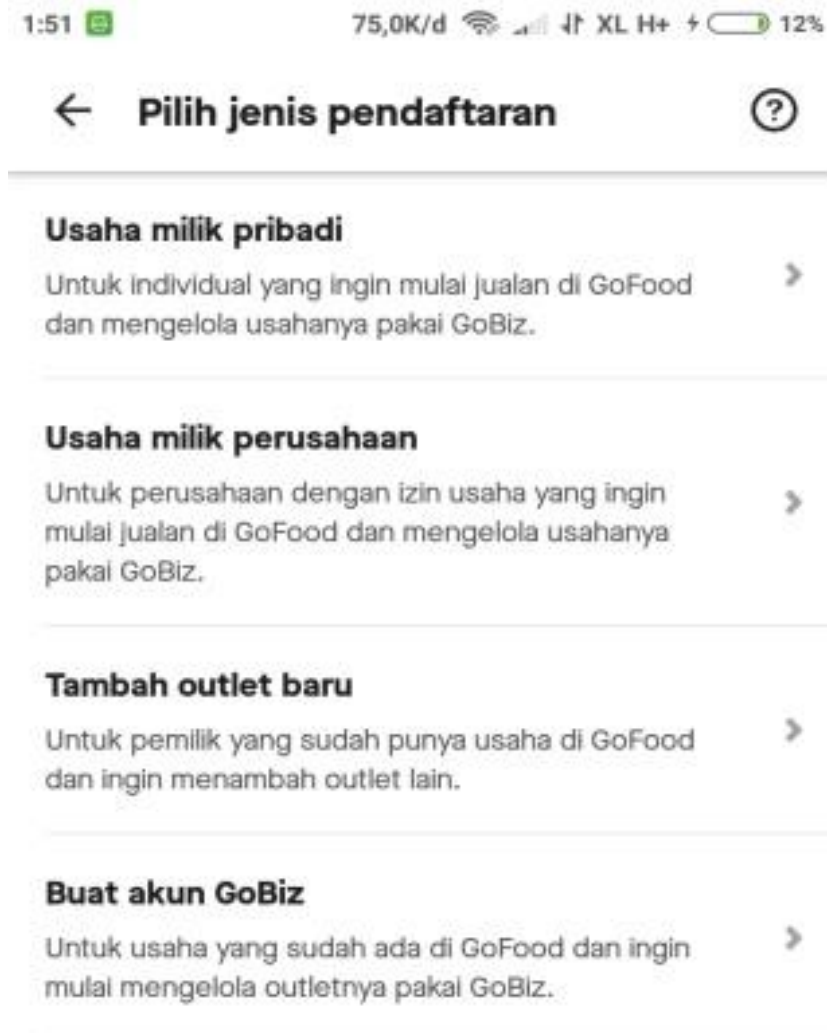 1:51 75,0K/d XL H+ 12%
Pilih jenis pendaftaran
Usaha milik pribadi
Untuk individual yang ingin mulai jualan di GoFood
dan mengelola usahanya pakai GoBiz.
Usaha milik perusahaan
Untuk perusahaan dengan izin usaha yang ingin
mulai jualan di GoFood dan mengelola usahanya
pakai GoBiz.
Tambah outlet baru
Untuk pemilik yang sudah punya usaha di GoFood
dan ingin menambah outlet lain.
Buat akun GoBiz
Untuk usaha yang sudah ada di GoFood dan ingin
mulai mengelola outletnya pakai GoBiz.